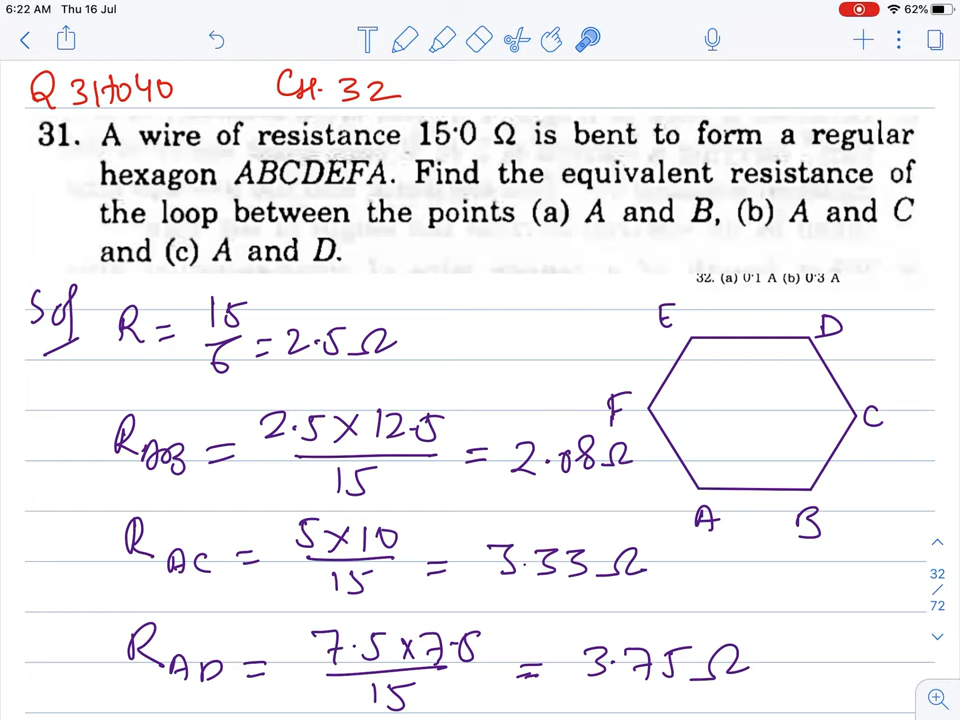 6:22 AM Thu 16 Jul
62%
T
Q 31 to 40 CH. 32
31. A wire of resistance 15·0 Ω is bent to form a regular
hexagon ABCDEFA. Find the equivalent resistance of
the loop between the points (a) A and B, (b) A and C
and (c) A and D.
32. (a) 0·1 A (b) 0·3 A
Sol R = 15/6 = 2.5 Ω
E
D
F
C
A
B
R_AB = 2.5 × 12.5 / 15 = 2.08 Ω
R_AC = 5 × 10 / 15 = 3.33 Ω
R_AD = 7.5 × 7.5 / 15 = 3.75 Ω
32
/
72